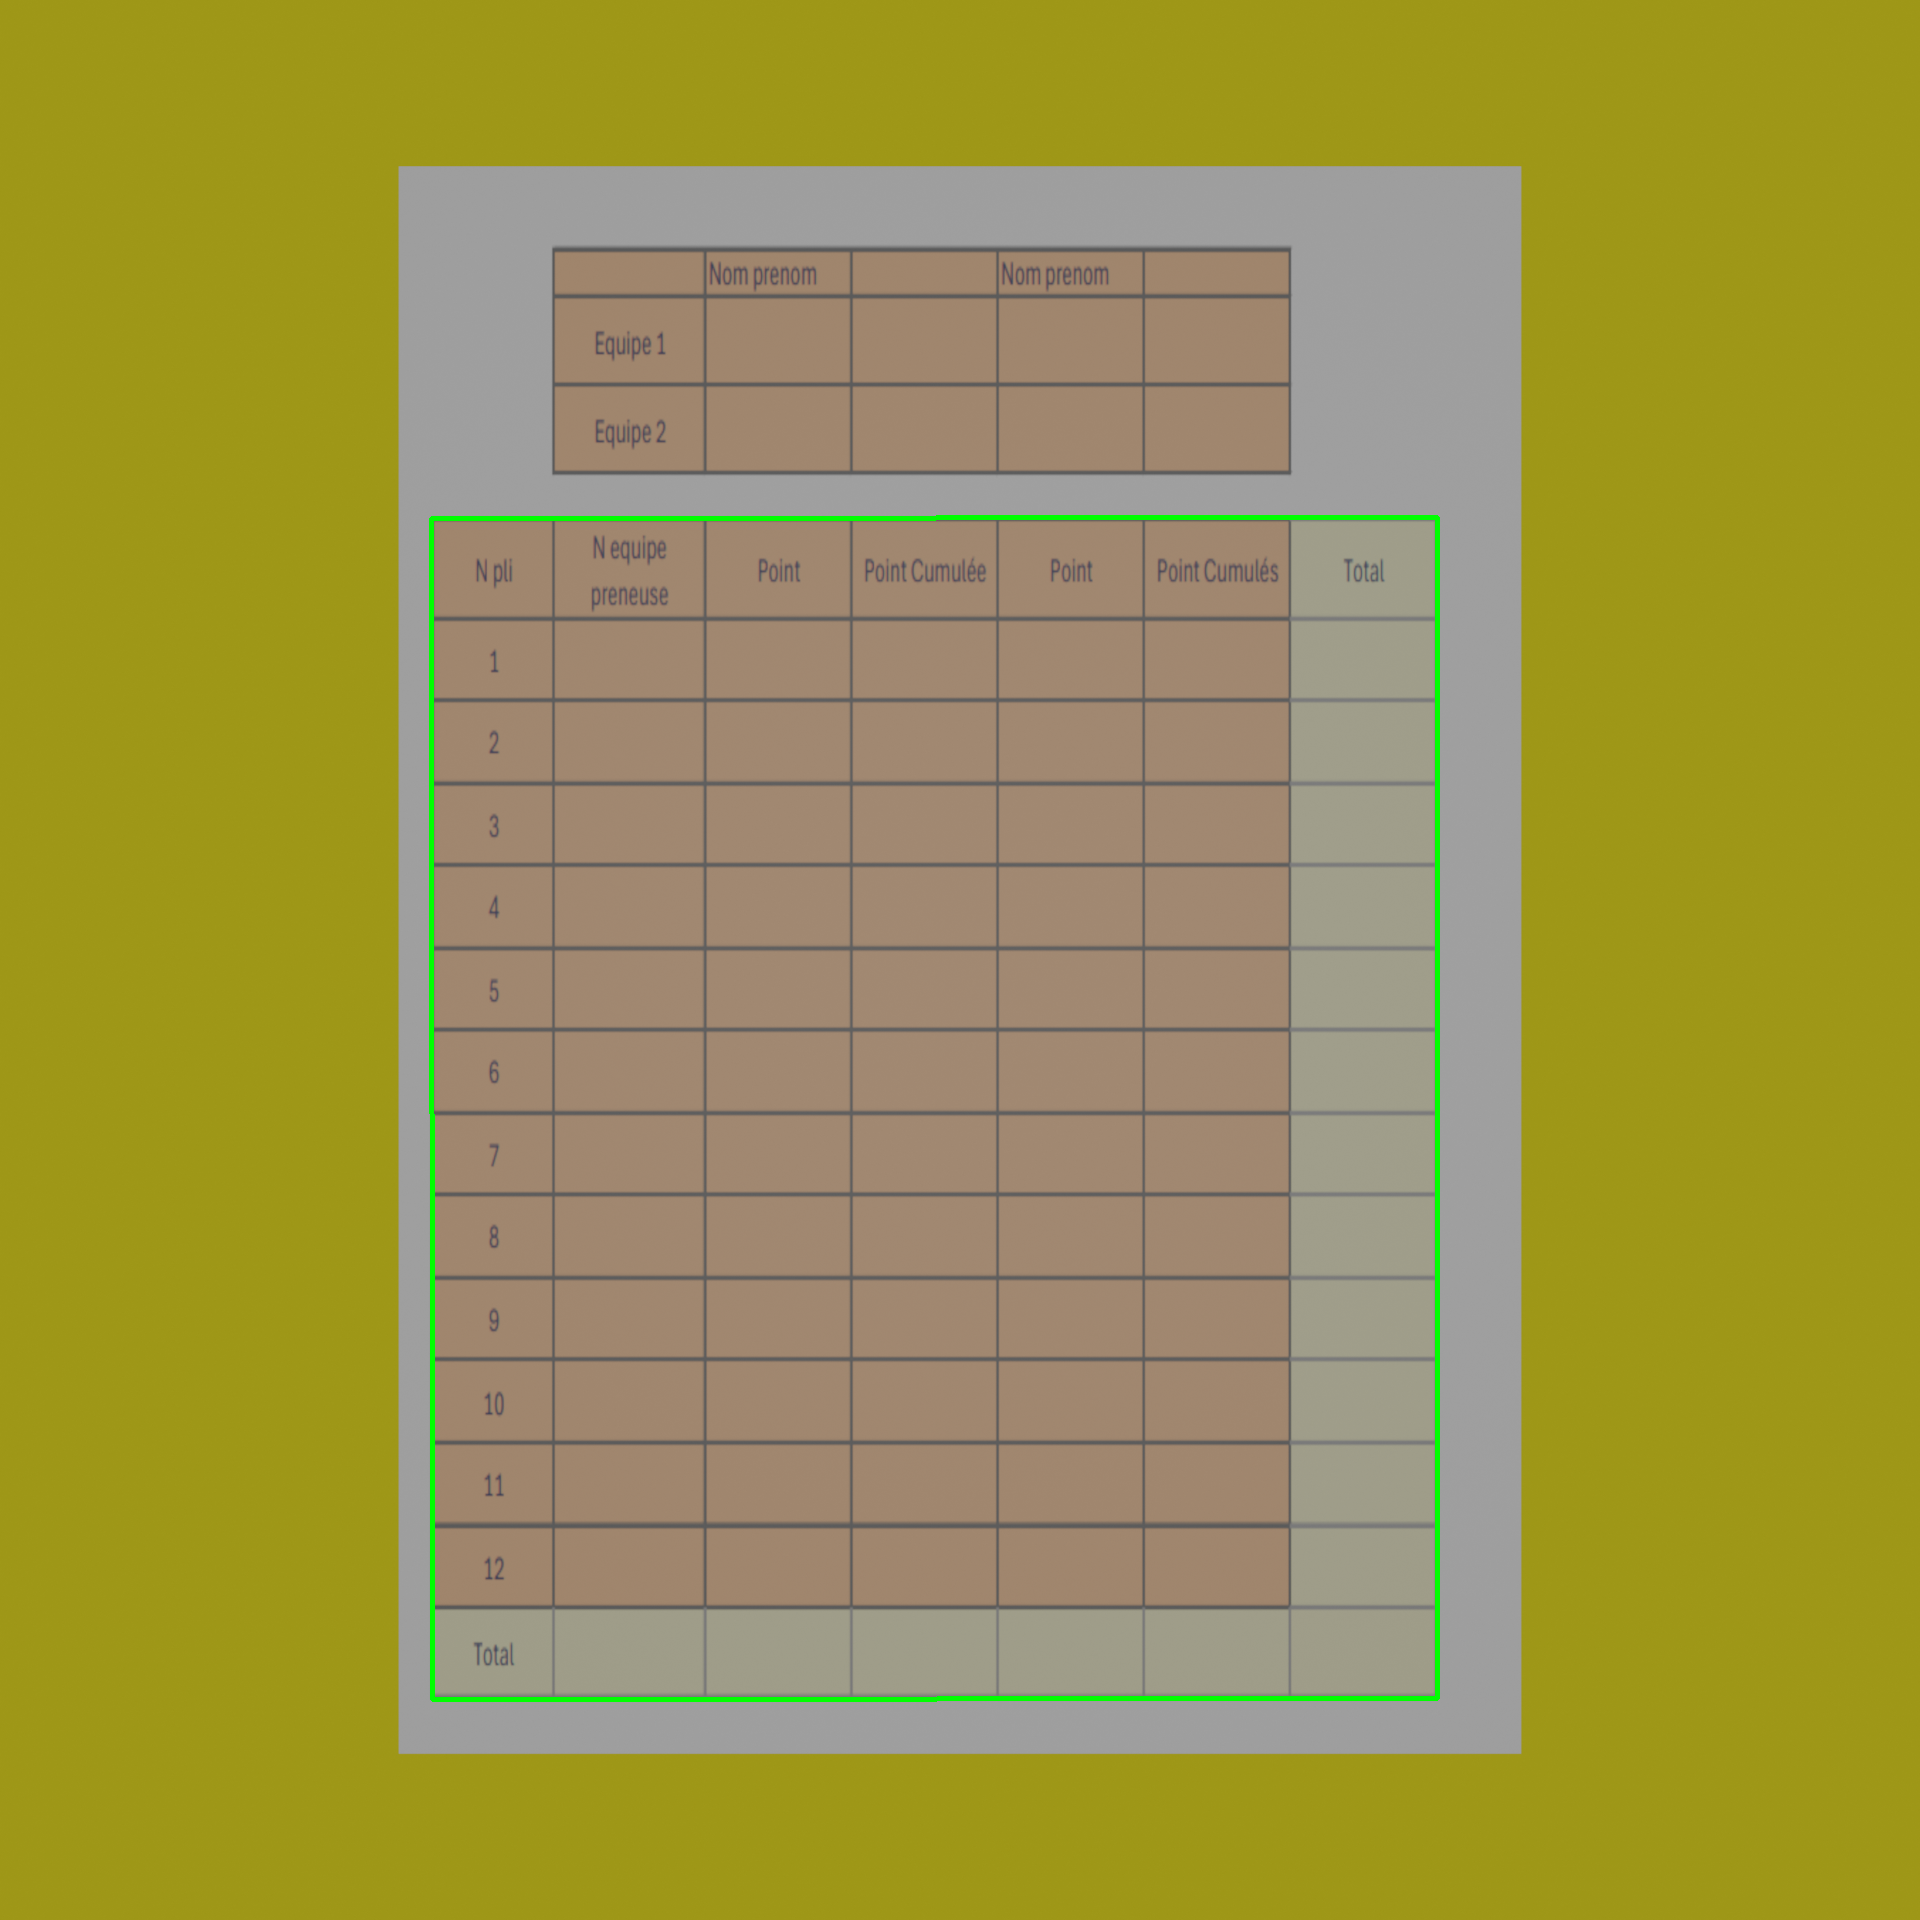 Nom prenom Nom prenom
Equipe 1
Equipe 2
N pli N equipe preneuse Point Point Cumulée Point Point Cumulés Total
1
2
3
4
5
6
7
8
9
10
11
12
Total